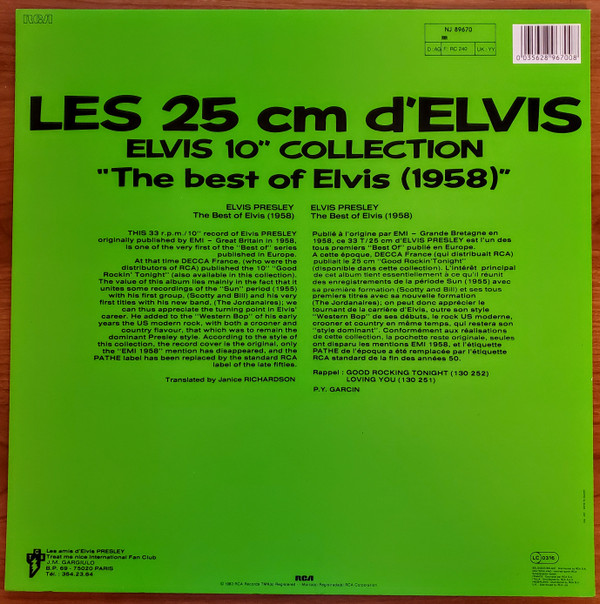 RCA
NJ 89670
D : AG F : RC 240 UK : YY
0 035628 967008
LES 25 cm d'ELVIS
ELVIS 10" COLLECTION
"The best of Elvis (1958)"
ELVIS PRESLEY
The Best of Elvis (1958)
THIS 33 r.p.m./10" record of Elvis PRESLEY
originally published by EMI – Great Britain in 1958,
is one of the very first of the "Best of" series
published in Europe.
At that time DECCA France, (who were the
distributors of RCA) published the 10" "Good
Rockin' Tonight" (also available in this collection).
The value of this album lies mainly in the fact that it
unites some recordings of the "Sun" period (1955)
with his first group, (Scotty and Bill) and his very
first titles with his new band, (The Jordanaires); we
can thus appreciate the turning point in Elvis'
career. He added to the "Western Bop" of his early
years the US modern rock, with both a crooner and
country flavour, that which was to remain the
dominant Presley style. According to the style of
this collection, the record cover is the original, only
the "EMI 1958" mention has disappeared, and the
PATHE label has been replaced by the standard RCA
label of the late fifties.
Translated by Janice RICHARDSON
ELVIS PRESLEY
The Best of Elvis (1958)
Publié à l'origine par EMI – Grande Bretagne en
1958, ce 33 T/25 cm d'ELVIS PRESLEY est l'un des
tous premiers "Best Of" publié en Europe.
A cette époque, DECCA France (qui distribuait RCA)
publiait le 25 cm "Good Rockin'Tonight"
(disponible dans cette collection). L'intérêt principal
de cet album tient essentiellement à ce qu'il réunit
des enregistrements de la période Sun (1955) avec
sa première formation (Scotty and Bill) et ses tous
premiers titres avec sa nouvelle formation
(The Jordanaires); on peut donc apprécier le
tournant de la carrière d'Elvis, outre son style
"Western Bop" de ses débuts, le rock US moderne,
crooner et country en même temps, qui restera son
"style dominant". Conformément aux réalisations
de cette collection, la pochette reste originale, seules
ont disparu les mentions EMI 1958, et l'étiquette
PATHE de l'époque a été remplacée par l'étiquette
RCA standard de la fin des années 50.
Rappel : GOOD ROCKING TONIGHT (130 252)
LOVING YOU (130 251)
P.Y. GARCIN
Les amis d'Elvis PRESLEY
Treat me nice International Fan Club
J.M. GARGIULO
B.P. 69 - 75020 PARIS
Tél. : 364.23.64
RCA
LC 0316